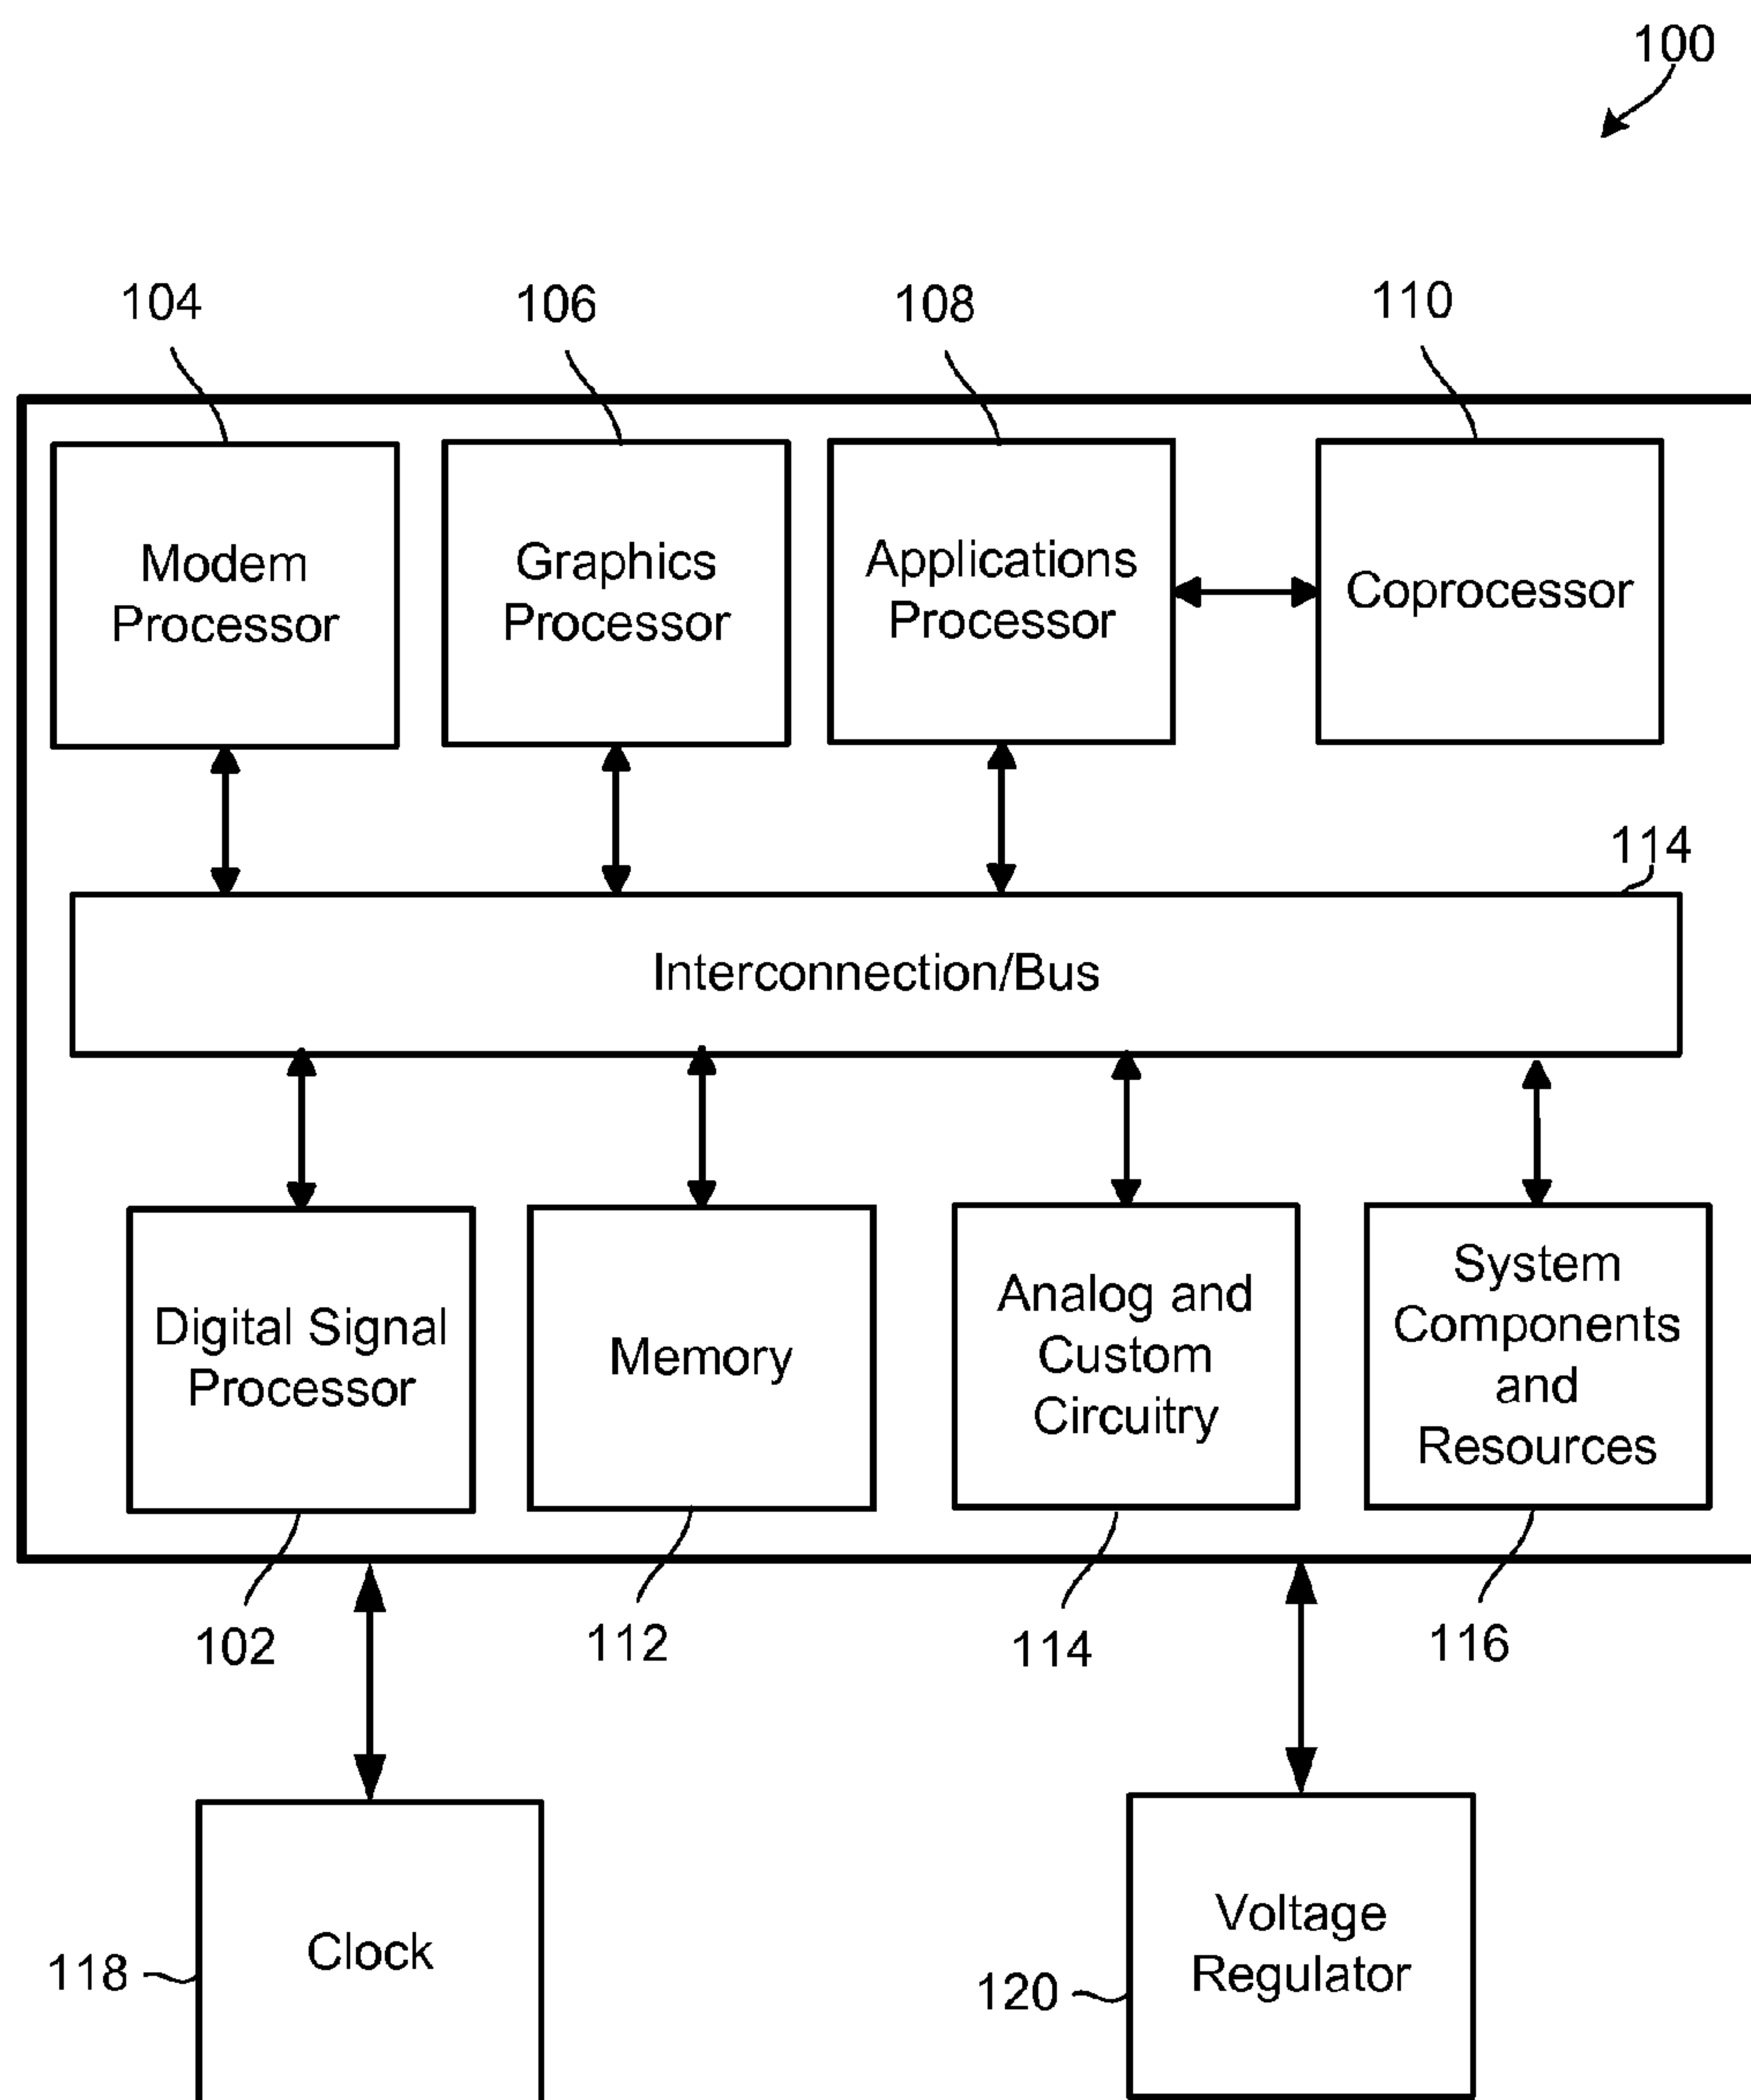 100
104
106
108
110
Modem
Processor
Graphics
Processor
Applications
Processor
Coprocessor
114
Interconnection/Bus
Digital Signal
Processor
Memory
Analog and
Custom
Circuitry
System
Components
and
Resources
102
112
114
116
Clock
118
Voltage
Regulator
120